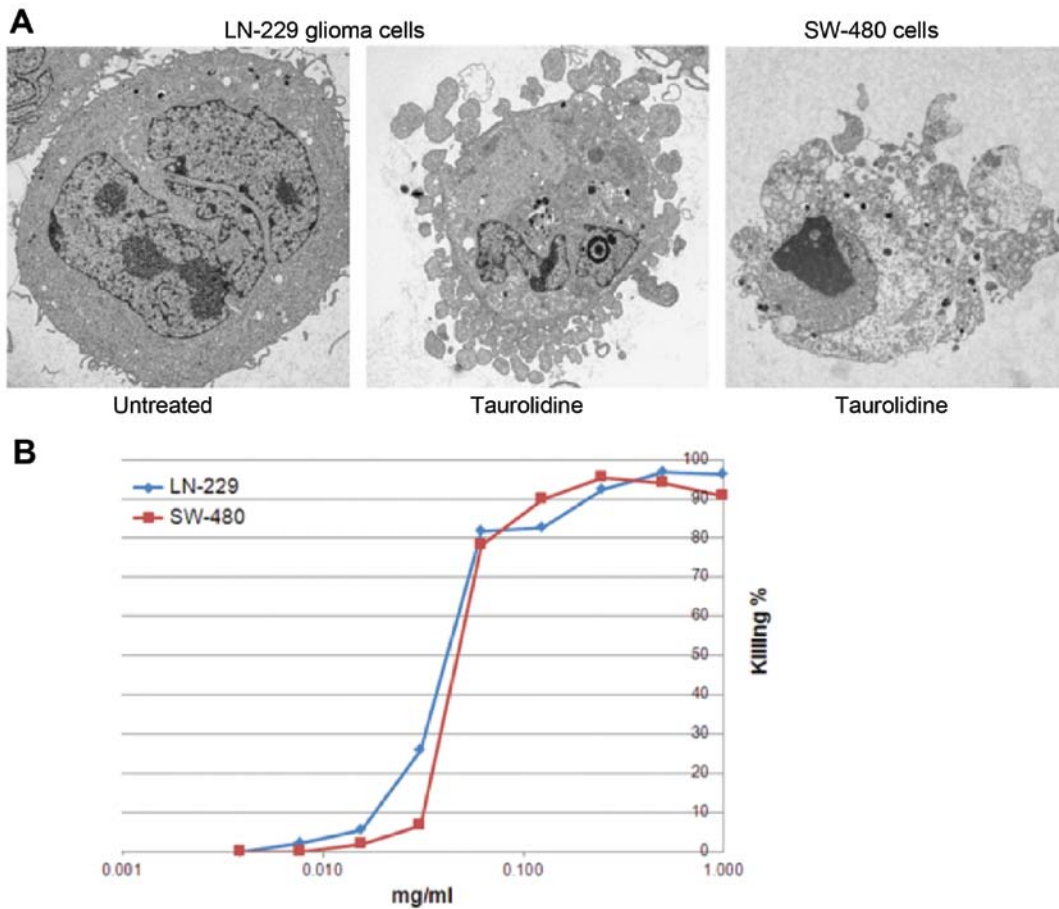 A
LN-229 glioma cells
SW-480 cells
Untreated
Taurolidine
Taurolidine
B
LN-229
SW-480
100
90
80
70
60
50
40
30
20
10
0
Killing %
0.001
0.010
0.100
1.000
mg/ml